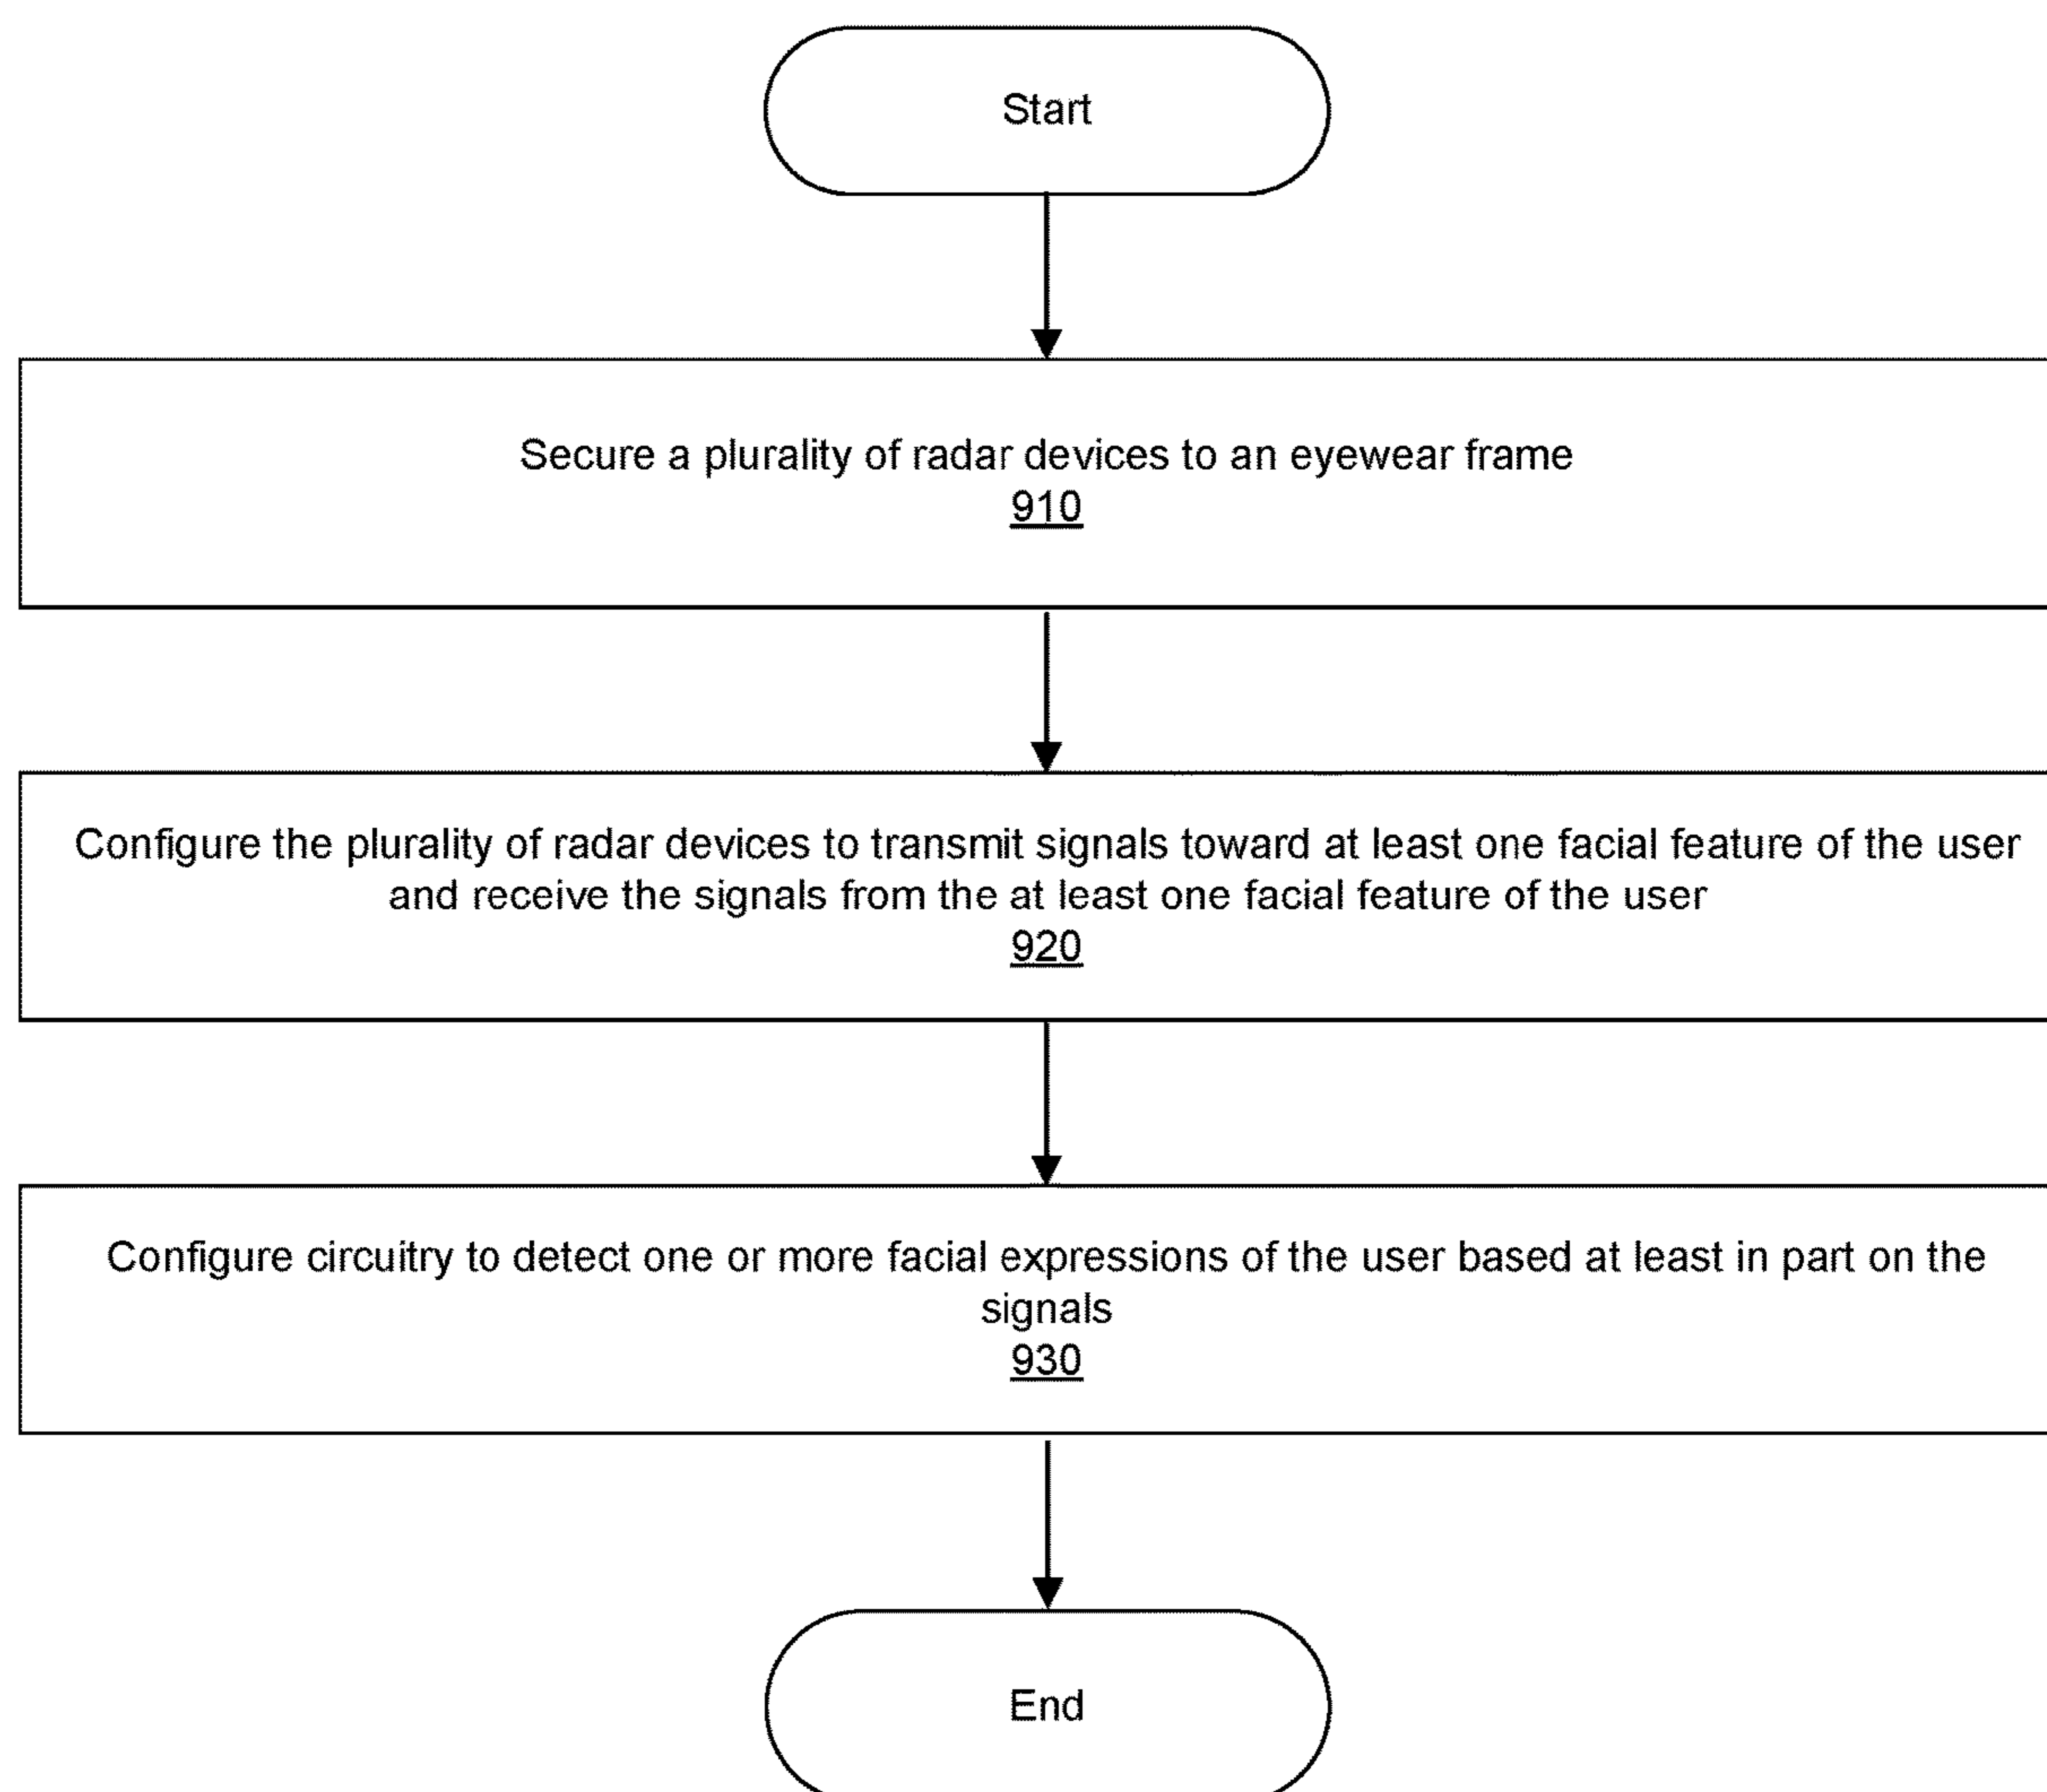 Start
Secure a plurality of radar devices to an eyewear frame
910
Configure the plurality of radar devices to transmit signals toward at least one facial feature of the user
and receive the signals from the at least one facial feature of the user
920
Configure circuitry to detect one or more facial expressions of the user based at least in part on the
signals
930
End